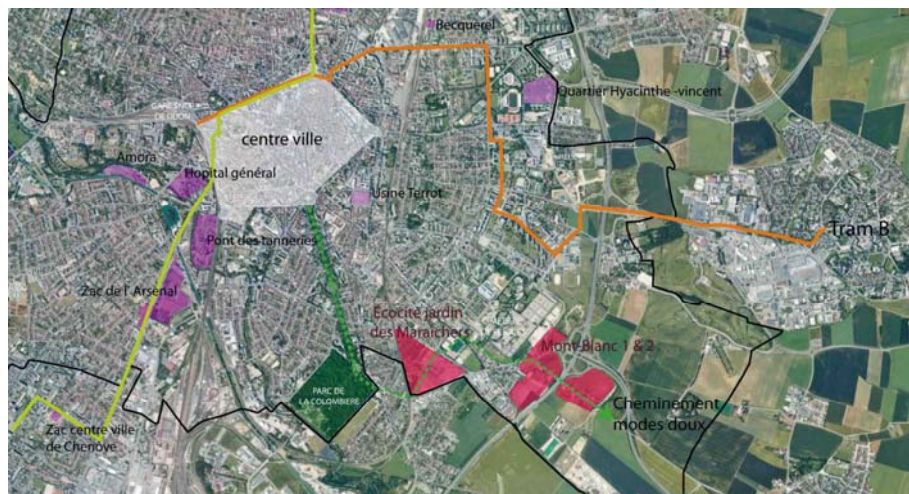 Becquerel
Quartier Hyacinthe -vincent
GARE SNCF
DE DIJON
centre ville
Amora
Hopital général
Usine Terrot
Tram B
Pont des tanneries
Zac de l' Arsenal
Ecocité jardin
des Maraichers
Mont-Blanc 1 & 2
PARC DE
LA COLOMBIERE
Cheminement
modes doux
Zac centre ville
de Chenôve